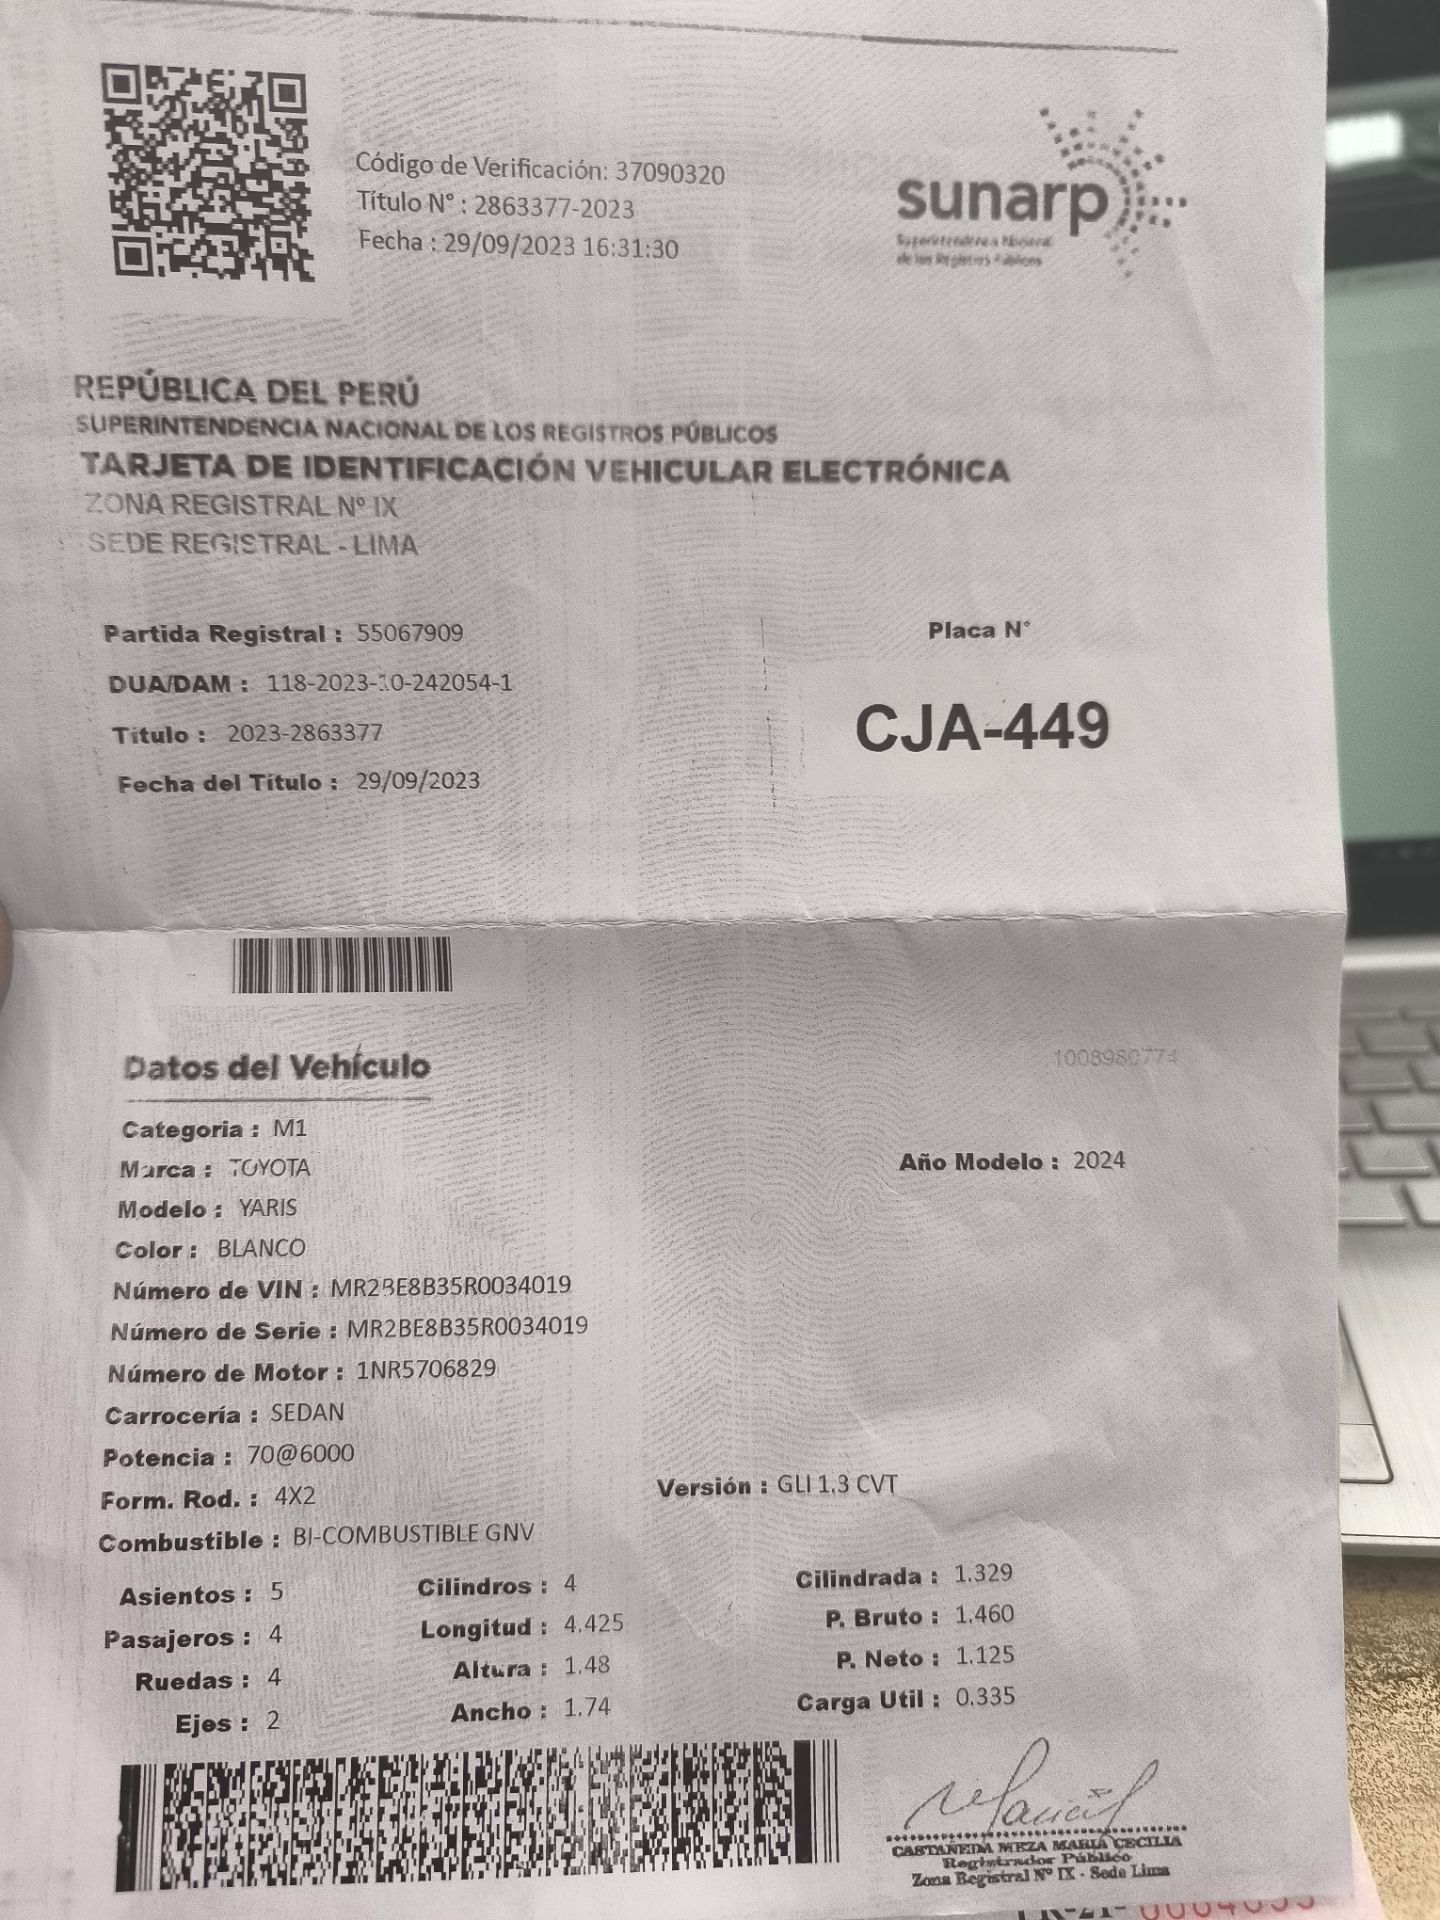 Código de Verificación: 37090320
Título N° : 2863377-2023
Fecha : 29/09/2023 16:31:30
sunarp
Superintendencia Nacional
de los Registros Públicos
REPÚBLICA DEL PERÚ
SUPERINTENDENCIA NACIONAL DE LOS REGISTROS PÚBLICOS
TARJETA DE IDENTIFICACIÓN VEHICULAR ELECTRÓNICA
ZONA REGISTRAL Nº IX
SEDE REGISTRAL - LIMA
Partida Registral : 55067909
DUA/DAM : 118-2023-10-242054-1
Título : 2023-2863377
Fecha del Título : 29/09/2023
Placa N°
CJA-449
Datos del Vehículo
Categoria : M1
Marca : TOYOTA
Año Modelo : 2024
Modelo : YARIS
Color : BLANCO
Número de VIN : MR2BE8B35R0034019
Número de Serie : MR2BE8B35R0034019
Número de Motor : 1NR5706829
Carrocería : SEDAN
Potencia : 70@6000
Form. Rod. : 4X2
Versión : GLI 1.3 CVT
Combustible : BI-COMBUSTIBLE GNV
Asientos : 5 Cilindros : 4 Cilindrada : 1.329
Pasajeros : 4 Longitud : 4.425 P. Bruto : 1.460
Ruedas : 4 Altura : 1.48 P. Neto : 1.125
Ejes : 2 Ancho : 1.74 Carga Util : 0.335
CASTAÑEDA MEZA MARIA CECILIA
Registrador Público
Zona Registral Nº IX - Sede Lima